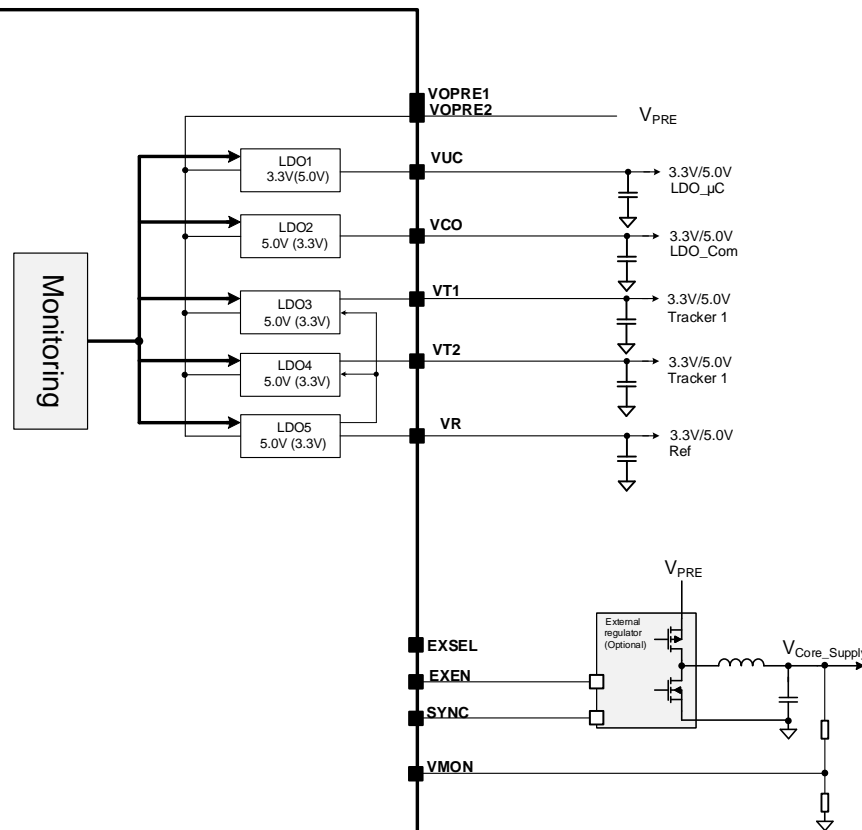 VOPRE1
VOPRE2
VPRE
LDO1
3.3V(5.0V)
VUC
3.3V/5.0V
LDO_µC
LDO2
5.0V (3.3V)
VCO
3.3V/5.0V
LDO_Com
Monitoring
LDO3
5.0V (3.3V)
VT1
3.3V/5.0V
Tracker 1
LDO4
5.0V (3.3V)
VT2
3.3V/5.0V
Tracker 1
LDO5
5.0V (3.3V)
VR
3.3V/5.0V
Ref
VPRE
External
regulator
(Optional)
EXSEL
VCore_Supply
EXEN
SYNC
VMON